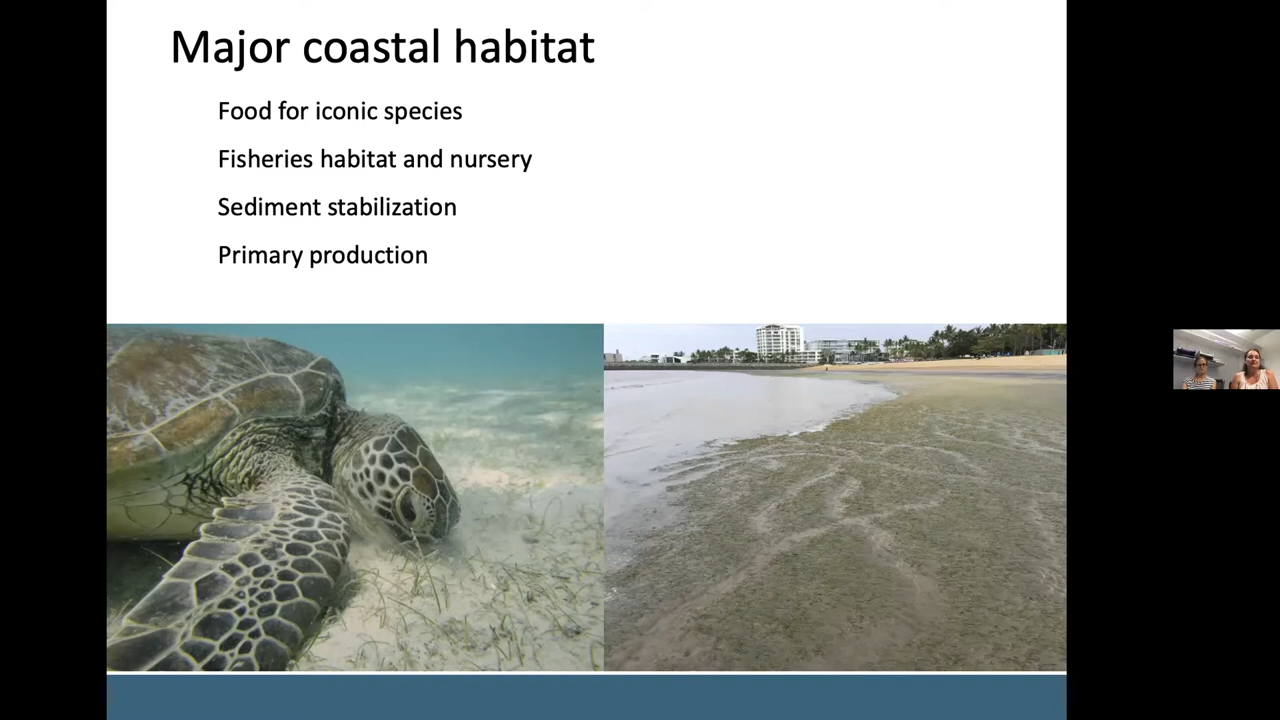 Major coastal habitat
Food for iconic species
Fisheries habitat and nursery
Sediment stabilization
Primary production